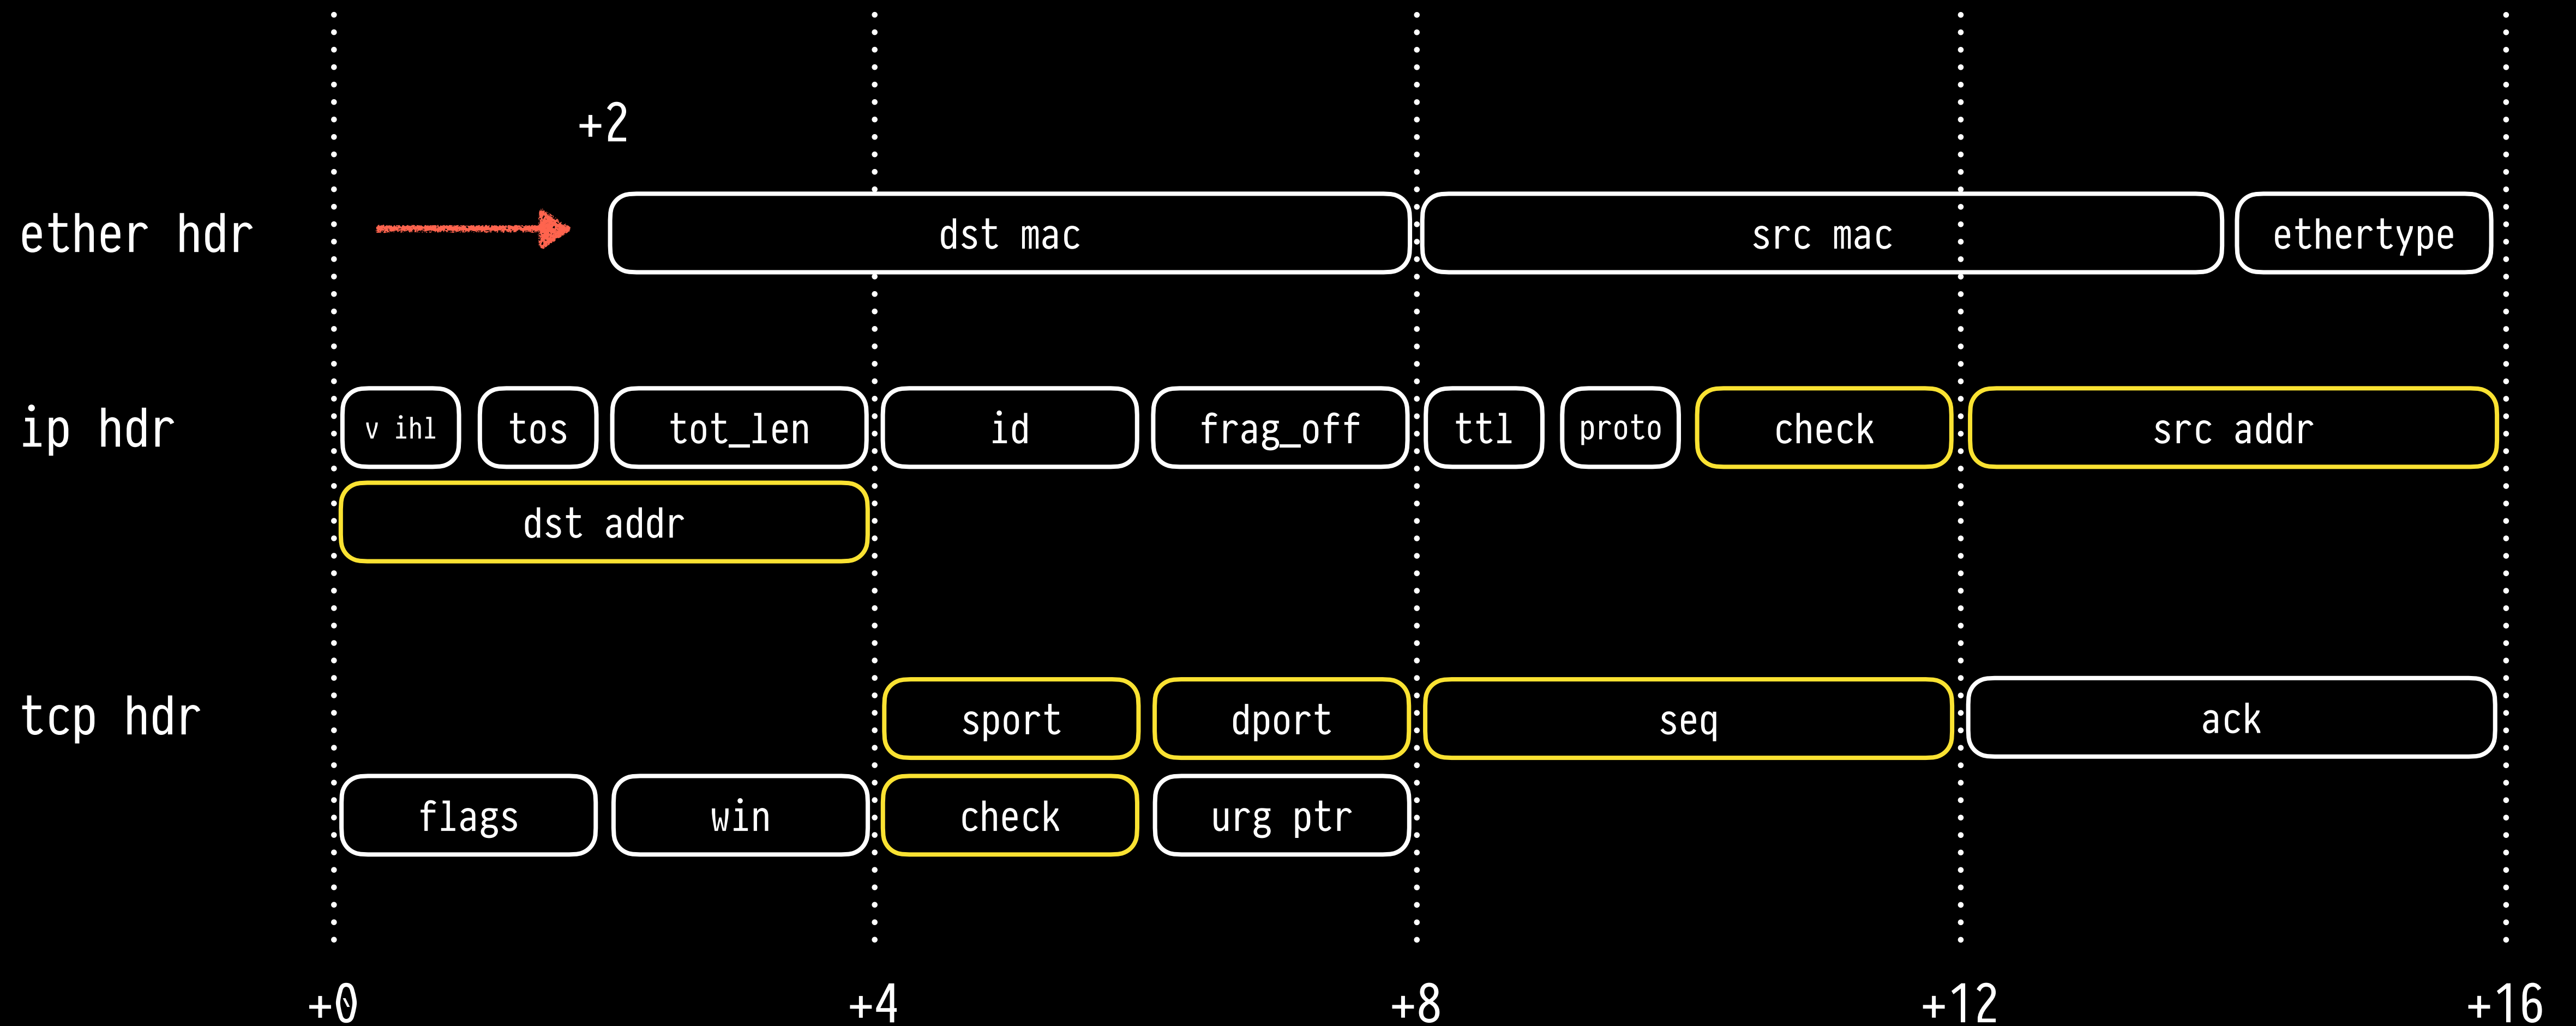 +2
ether hdr dst mac src mac ethertype
ip hdr v ihl tos tot_len id frag_off ttl proto check src addr
dst addr
tcp hdr sport dport seq ack
flags win check urg ptr
+0 +4 +8 +12 +16